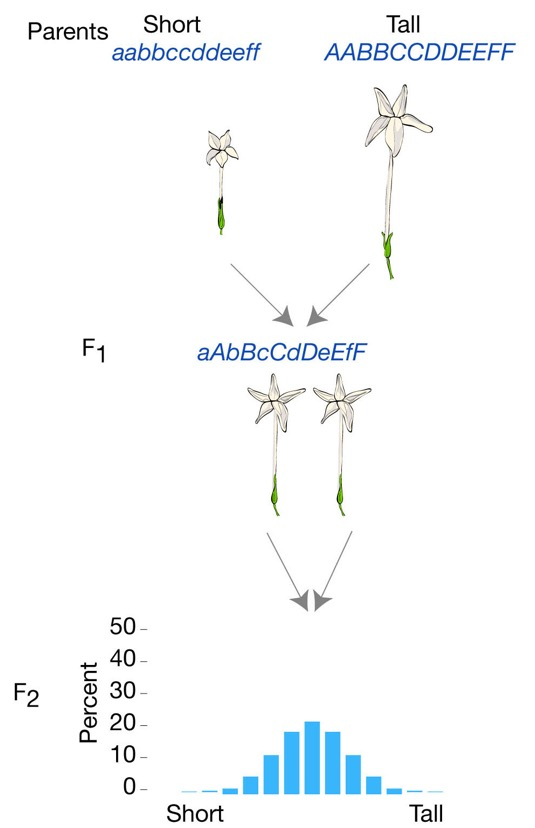 Parents
Short
Tall
aabbccddeeff
AABBCCDDEEFF
F1
aAbBcCdDeEfF
F2
Percent
50
40
30
20
10
0
Short
Tall